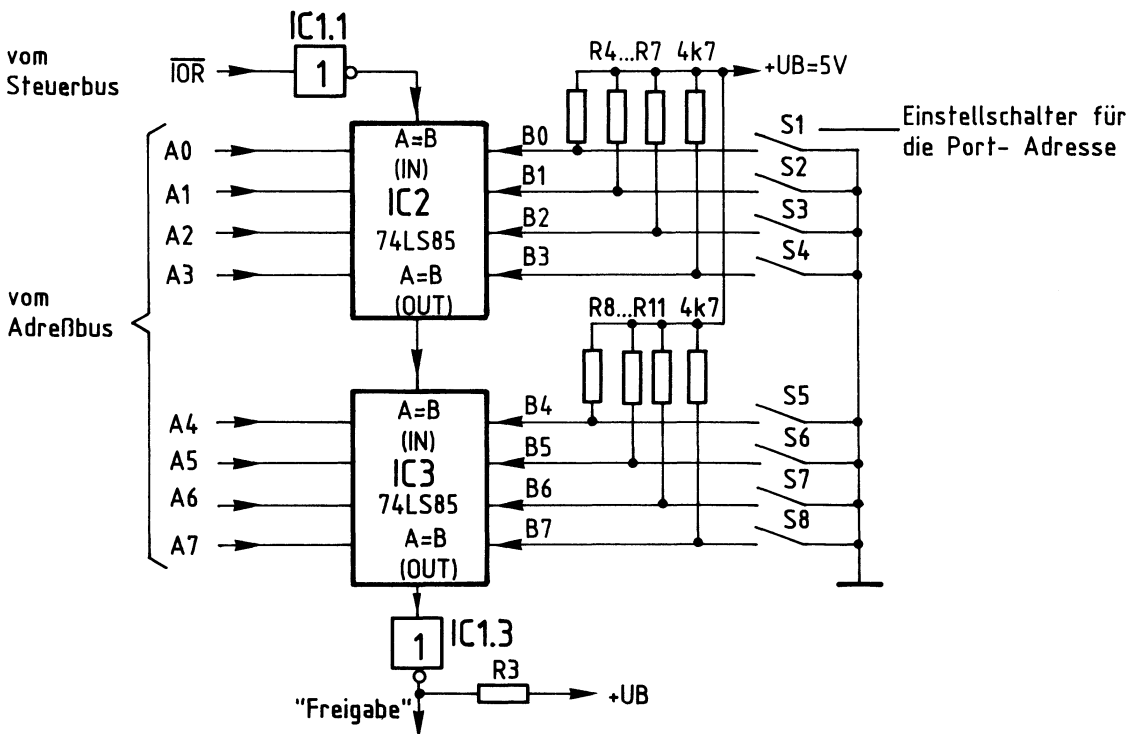 IC1.1
vom
Steuerbus
IOR
1
R4...R7 4k7
+UB=5V
Einstellschalter für
die Port- Adresse
A0
A1
A2
A3
A=B
(IN)
IC2
74LS85
A=B
(OUT)
B0
B1
B2
B3
S1
S2
S3
S4
vom
Adreßbus
R8...R11 4k7
A4
A5
A6
A7
A=B
(IN)
IC3
74LS85
A=B
(OUT)
B4
B5
B6
B7
S5
S6
S7
S8
1
IC1.3
R3
+UB
"Freigabe"